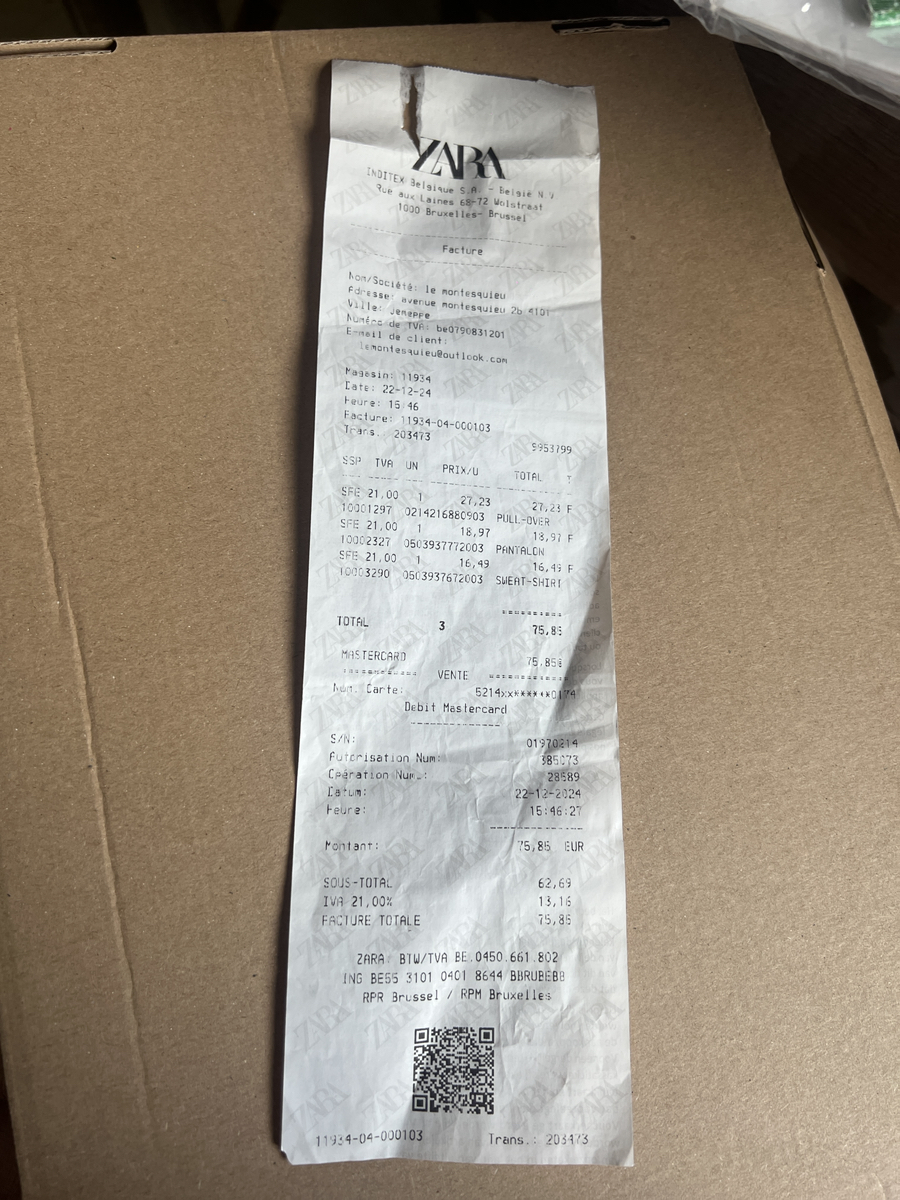 ZARA
INDITEX Belgique S.A. - België N.V
Rue aux Laines 68-72 Wolstreat
1000 Bruxelles- Brussel
Facture
Nom/Société: le montesquieu
Adresse: avenue montesquieu 2b 4101
Ville: Jemeppe
Numéro de TVA: be0790831201
E-mail de client:
lemontesquieu@outlook.com
Magasin: 11934
Date: 22-12-24
Heure: 15:46
Facture: 11934-04-000103
Trans. 203473
9953799
SSP TVA UN PRIX/U TOTAL T
SFE 21,00 1 27,23 27,23 F
10001297 0214216880903 PULL-OVER
SFE 21,00 1 18,97 18,97 F
10002327 0503937772003 PANTALON
SFE 21,00 1 16,49 16,49 F
10003290 0503937672003 SWEAT-SHIRT
TOTAL 3 75,85
MASTERCARD 75,85
VENTE
Num. Carte: 5214xx******0174
Debit Mastercard
S/N: 01970214
Autorisation Num: 385073
Opération Num.: 28589
Datum: 22-12-2024
Heure: 15:46:27
Montant: 75,85 EUR
SOUS-TOTAL 62,69
IVA 21,00% 13,16
FACTURE TOTALE 75,85
ZARA: BTW/TVA BE.0450.661.802
ING BE55 3101 0401 8644 BBRUBEBB
RPR Brussel / RPM Bruxelles
11934-04-000103 Trans.: 203473